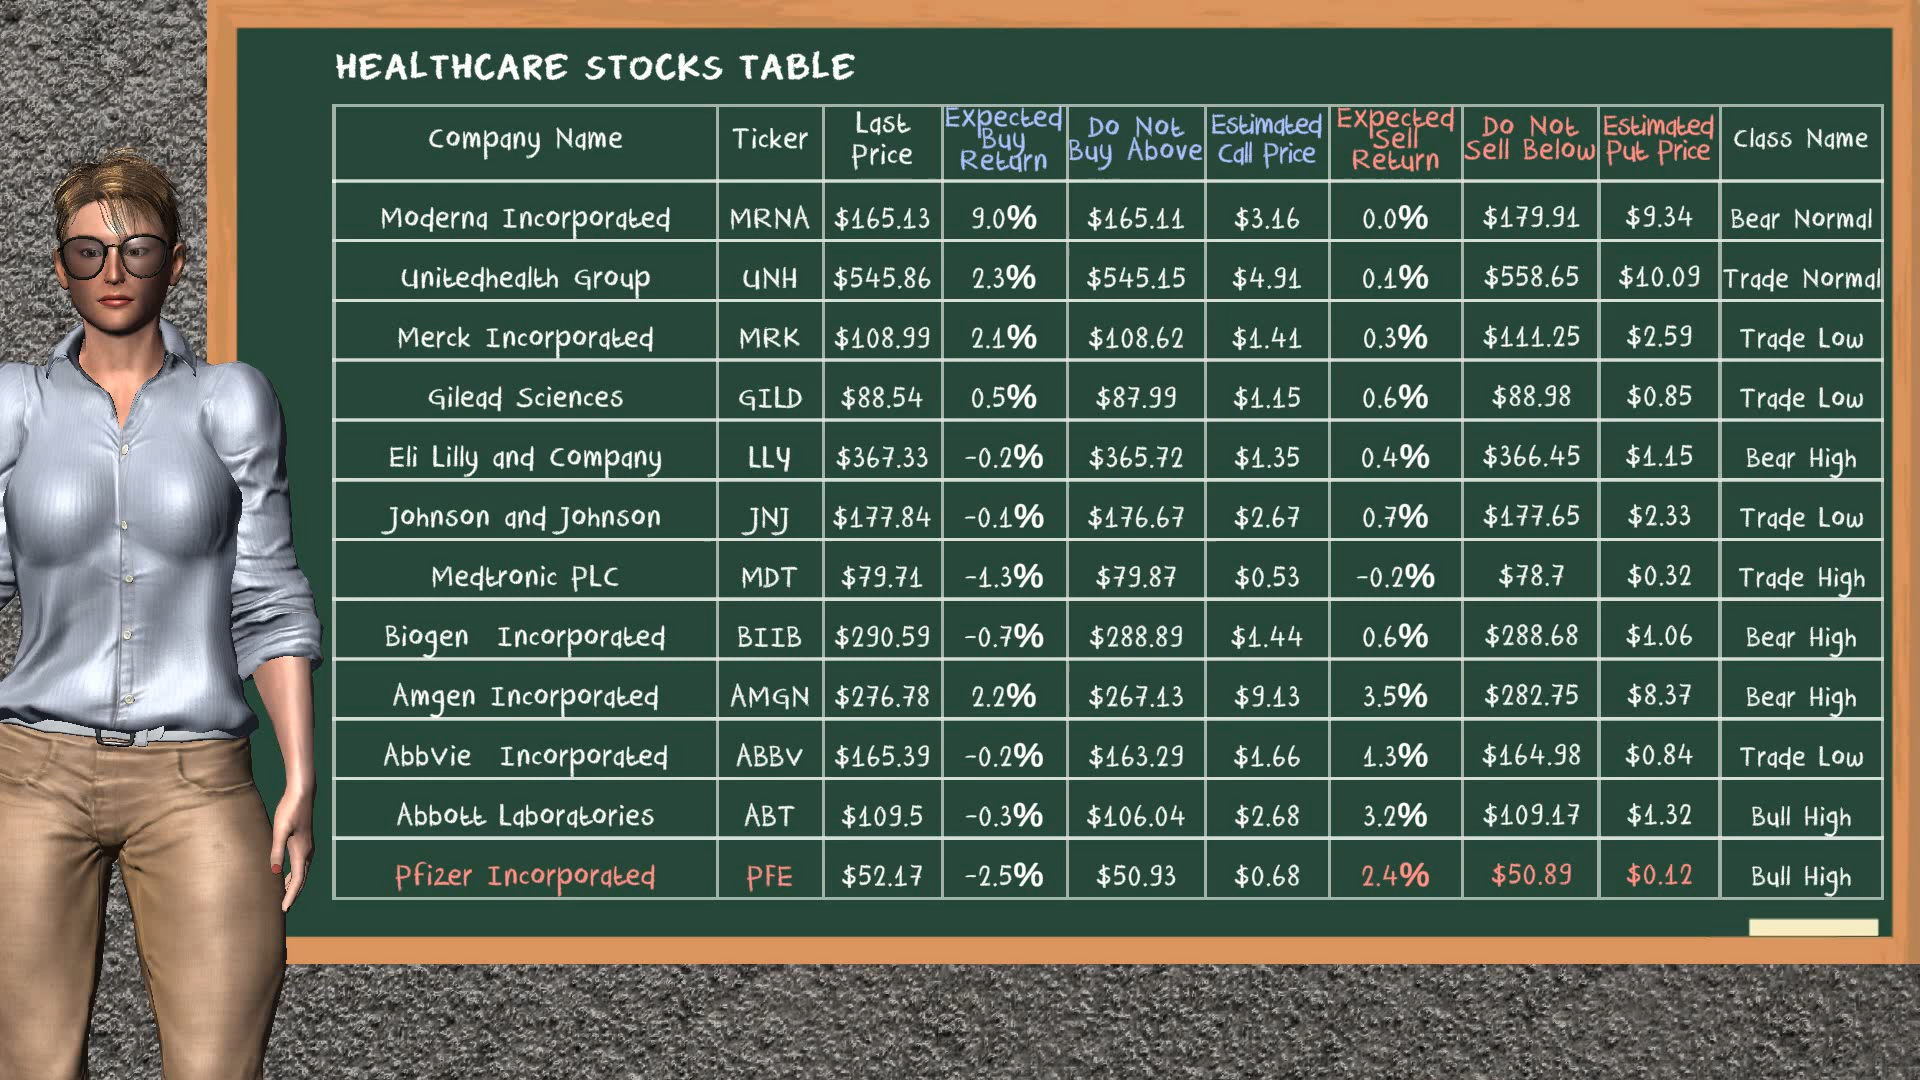 HEALTHCARE STOCKS TABLE
Company Name Ticker Last Price Expected Buy Return Do Not Buy Above Estimated Call Price Expected Sell Return Do Not Sell Below Estimated Put Price Class Name
Moderna Incorporated MRNA $165.13 9.0% $165.11 $3.16 0.0% $179.91 $9.34 Bear Normal
Unitedhealth Group UNH $545.86 2.3% $545.15 $4.91 0.1% $558.65 $10.09 Trade Normal
Merck Incorporated MRK $108.99 2.1% $108.62 $1.41 0.3% $111.25 $2.59 Trade Low
Gilead Sciences GILD $88.54 0.5% $87.99 $1.15 0.6% $88.98 $0.85 Trade Low
Eli Lilly and Company LLY $367.33 -0.2% $365.72 $1.35 0.4% $366.45 $1.15 Bear High
Johnson and Johnson JNJ $177.84 -0.1% $176.67 $2.67 0.7% $177.65 $2.33 Trade Low
Medtronic PLC MDT $79.71 -1.3% $79.87 $0.53 -0.2% $78.7 $0.32 Trade High
Biogen Incorporated BIIB $290.59 -0.7% $288.89 $1.44 0.6% $288.68 $1.06 Bear High
Amgen Incorporated AMGN $276.78 2.2% $267.13 $9.13 3.5% $282.75 $8.37 Bear High
AbbVie Incorporated ABBV $165.39 -0.2% $163.29 $1.66 1.3% $164.98 $0.84 Trade Low
Abbott Laboratories ABT $109.5 -0.3% $106.04 $2.68 3.2% $109.17 $1.32 Bull High
Pfizer Incorporated PFE $52.17 -2.5% $50.93 $0.68 2.4% $50.89 $0.12 Bull High